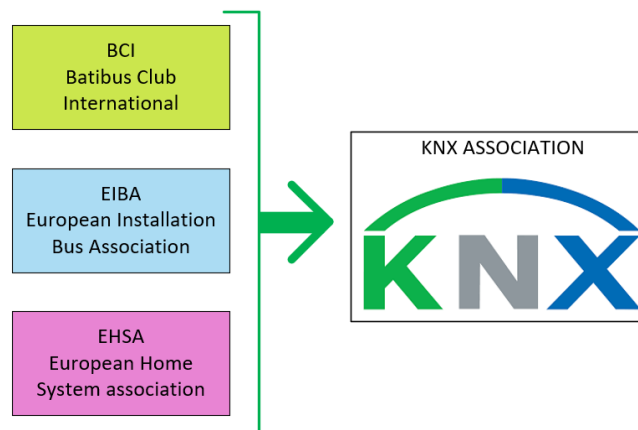 BCI
Batibus Club
International
EIBA
European Installation
Bus Association
EHSA
European Home
System association
KNX ASSOCIATION
KNX